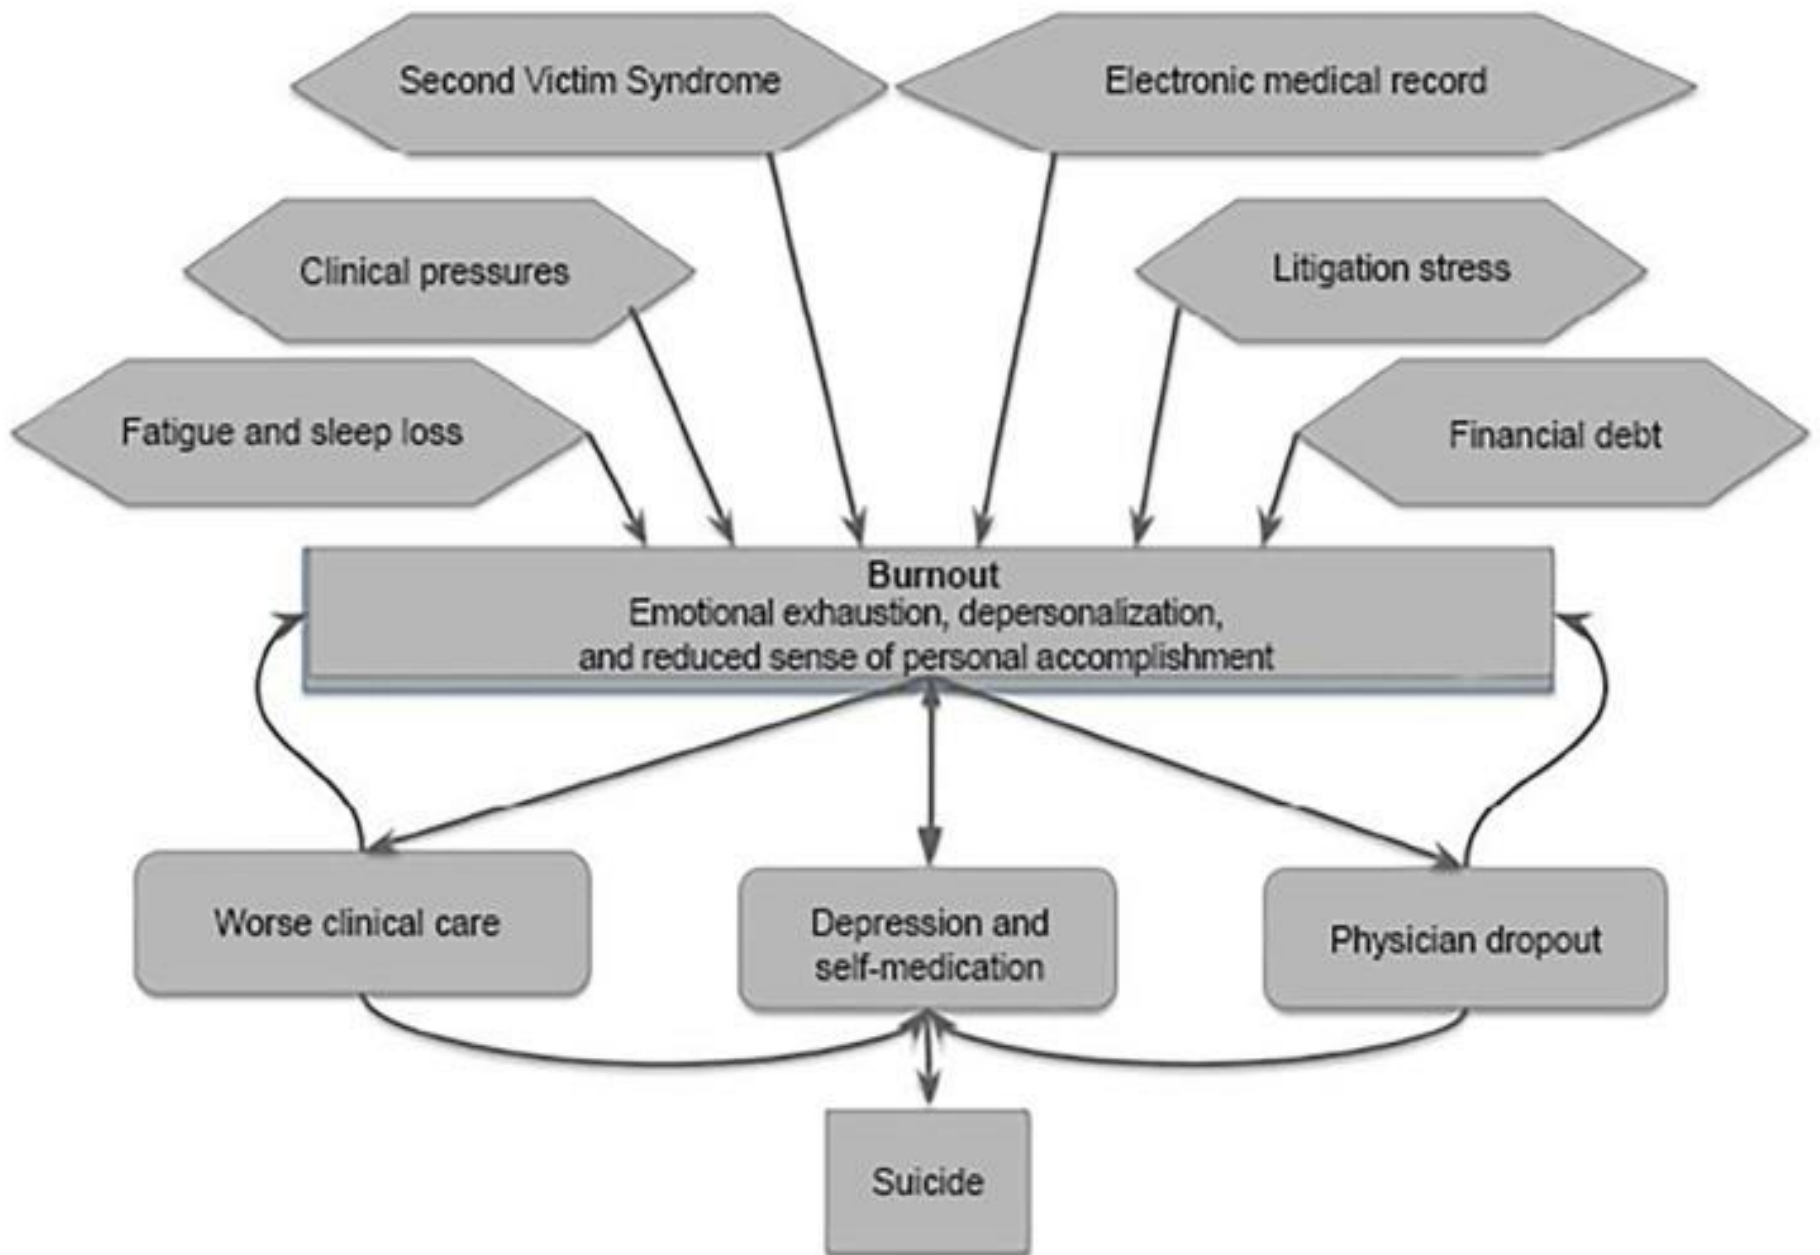 Second Victim Syndrome
Electronic medical record
Clinical pressures
Litigation stress
Fatigue and sleep loss
Financial debt
Burnout
Emotional exhaustion, depersonalization,
and reduced sense of personal accomplishment
Worse clinical care
Depression and
self-medication
Physician dropout
Suicide